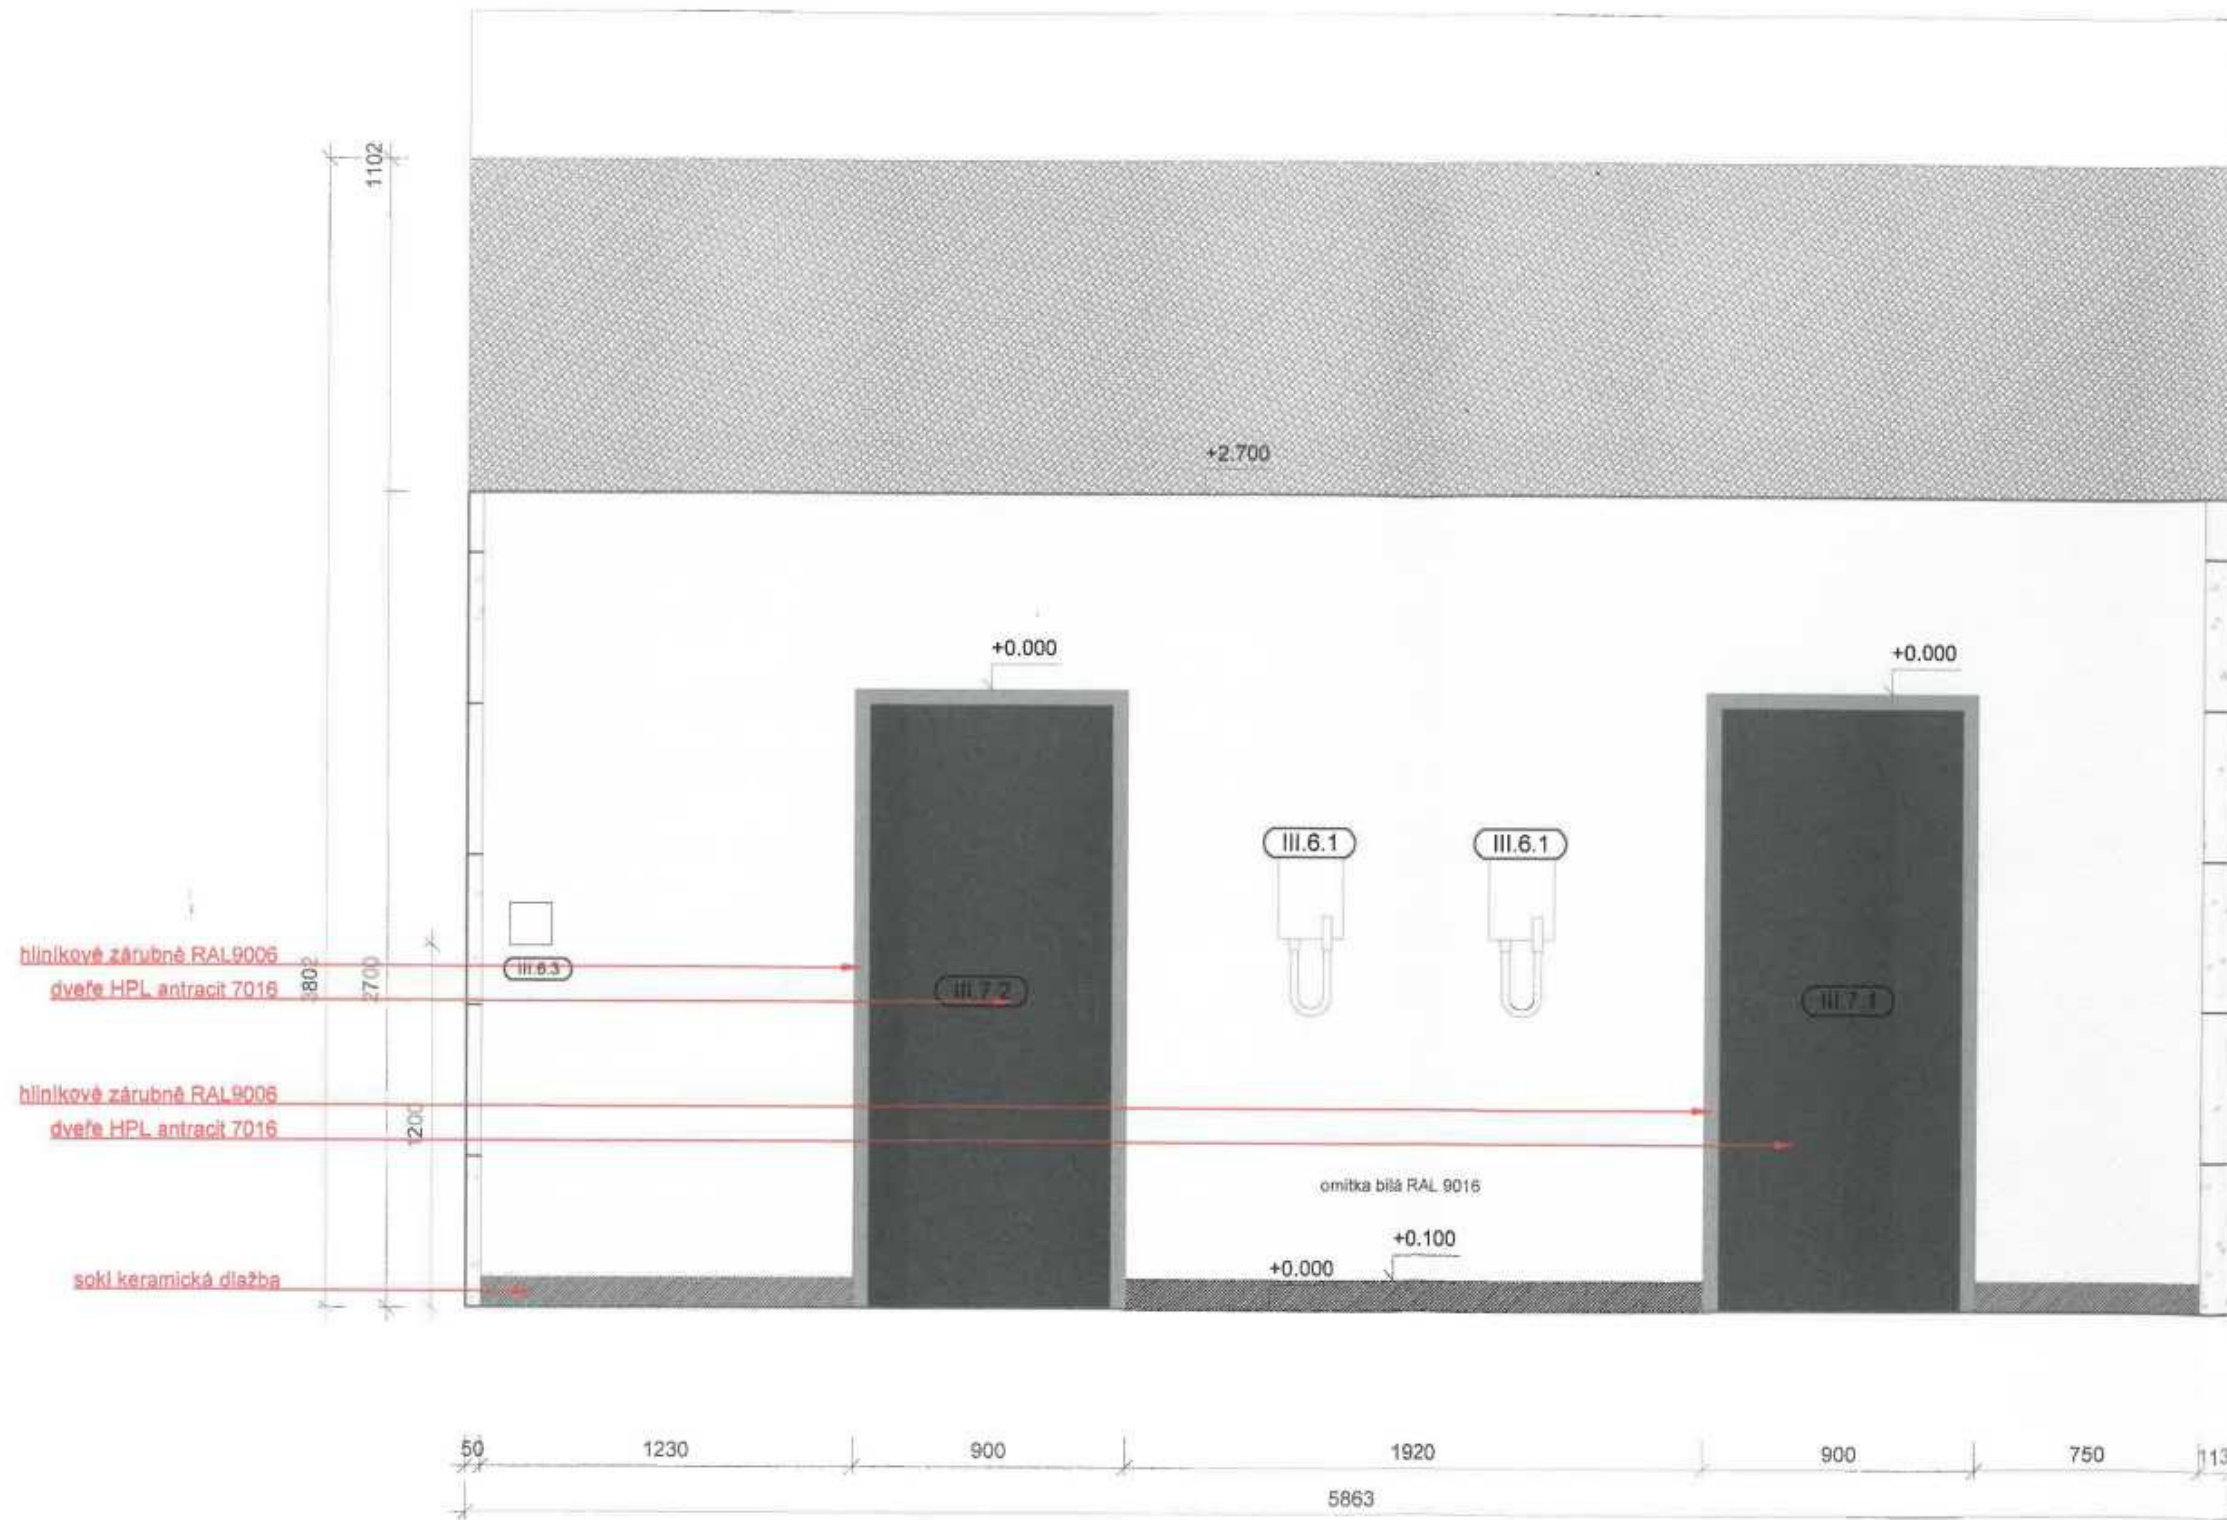 1102
+2.700
+0.000
+0.000
III.6.1
III.6.1
hliníkové zárubně RAL9006
III.6.3
dveře HPL antracit 7016
3802
2700
III.7.2
III.7.1
hliníkové zárubně RAL9006
dveře HPL antracit 7016
1200
omítka bílá RAL 9016
+0.100
+0.000
sokl keramická dlažba
50
1230
900
1920
900
750
113
5863